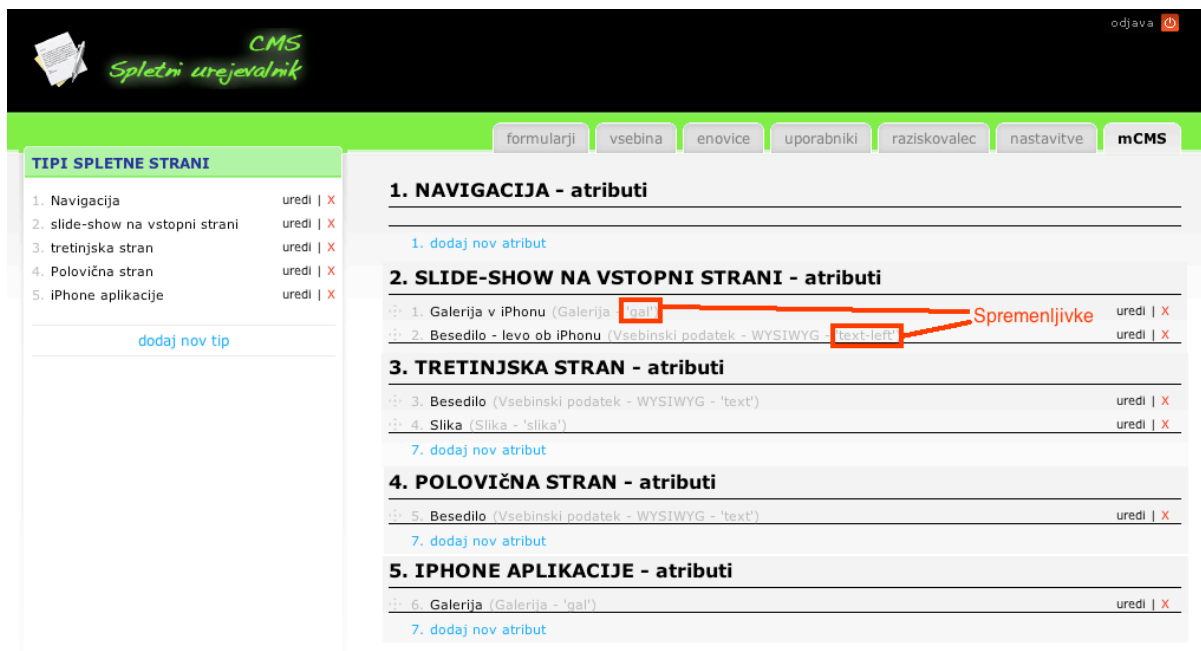 odjava
CMS
Spletni urejevalnik
formularji vsebina enovice uporabniki raziskovalec nastavitve mCMS
TIPI SPLETNE STRANI
1. Navigacija uredi | X
2. slide-show na vstopni strani uredi | X
3. tretinjska stran uredi | X
4. Polovična stran uredi | X
5. iPhone aplikacije uredi | X
dodaj nov tip
1. NAVIGACIJA - atributi
1. dodaj nov atribut
2. SLIDE-SHOW NA VSTOPNI STRANI - atributi
1. Galerija v iPhonu (Galerija - 'gal') uredi | X
Spremenljivke
2. Besedilo - levo ob iPhonu (Vsebinski podatek - WYSIWYG - 'text-left') uredi | X
3. TRETINJSKA STRAN - atributi
3. Besedilo (Vsebinski podatek - WYSIWYG - 'text') uredi | X
4. Slika (Slika - 'slika') uredi | X
7. dodaj nov atribut
4. POLOVIčNA STRAN - atributi
5. Besedilo (Vsebinski podatek - WYSIWYG - 'text') uredi | X
7. dodaj nov atribut
5. IPHONE APLIKACIJE - atributi
6. Galerija (Galerija - 'gal') uredi | X
7. dodaj nov atribut